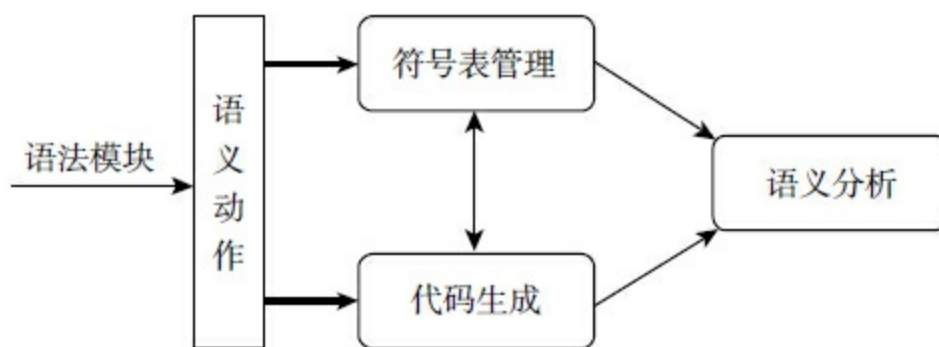 语法模块
语义动作
符号表管理
代码生成
语义分析